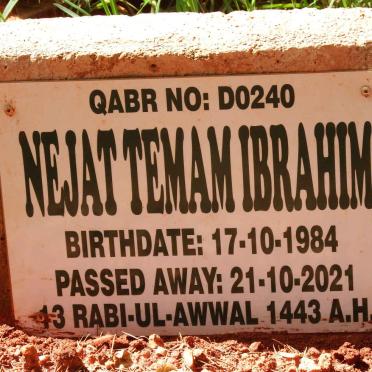 QABR NO: D0240
NEJAT TEMAM IBRAHIM
BIRTHDATE: 17-10-1984
PASSED AWAY: 21-10-2021
13 RABI-UL-AWWAL 1443 A.H.